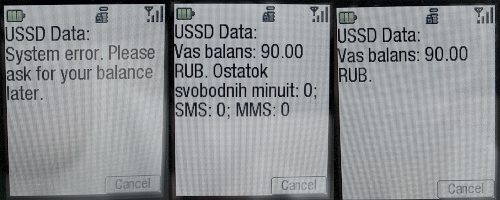 USSD Data:
System error. Please
ask for your balance
later.
Cancel
USSD Data:
Vas balans: 90.00
RUB. Ostatok
svobodnih minuit: 0;
SMS: 0; MMS: 0
Cancel
USSD Data:
Vas balans: 90.00
RUB.
Cancel